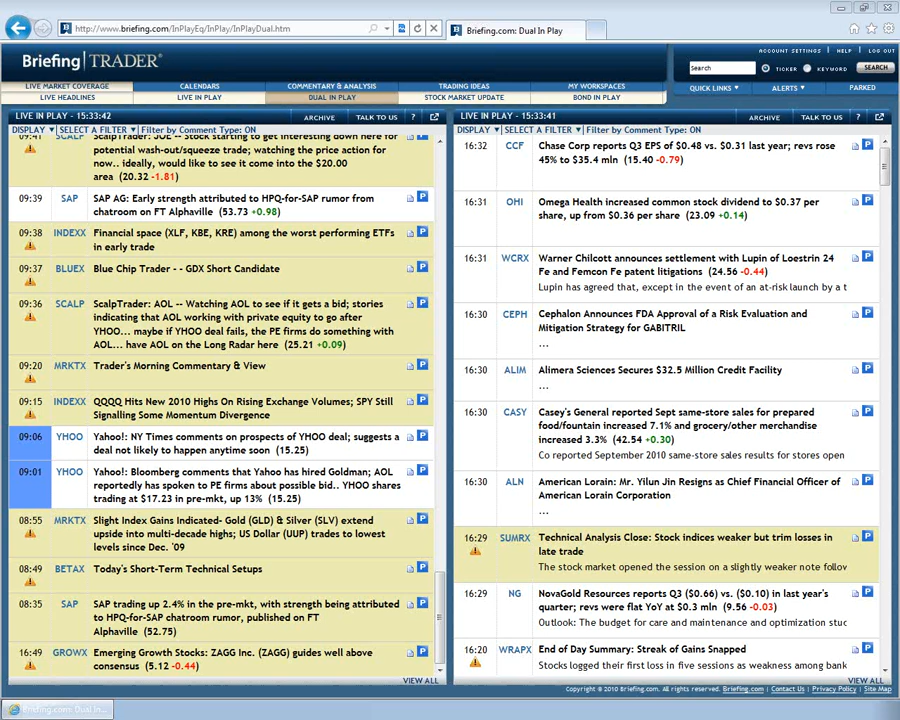 http://www.briefing.com/InPlayEq/InPlay/InPlayDual.htm
Briefing.com: Dual In Play
Briefing TRADER®
ACCOUNT SETTINGS | HELP | LOG OUT
Search TICKER KEYWORD SEARCH
LIVE MARKET COVERAGE CALENDARS COMMENTARY & ANALYSIS TRADING IDEAS MY WORKSPACES
QUICK LINKS ALERTS PARKED
LIVE HEADLINES LIVE IN PLAY DUAL IN PLAY STOCK MARKET UPDATE BOND IN PLAY
LIVE IN PLAY - 15:33:42 ARCHIVE TALK TO US ?
DISPLAY SELECT A FILTER Filter by Comment Type: ON
09:41 SCALP ScalpTrader: JOE -- Stock starting to get interesting down here for
potential wash-out/squeeze trade; watching the price action for
now.. ideally, would like to see it come into the $20.00
area (20.32 -1.81)
09:39 SAP SAP AG: Early strength attributed to HPQ-for-SAP rumor from
chatroom on FT Alphaville (53.73 +0.98)
09:38 INDEXX Financial space (XLF, KBE, KRE) among the worst performing ETFs
in early trade
09:37 BLUEX Blue Chip Trader - - GDX Short Candidate
09:36 SCALP ScalpTrader: AOL -- Watching AOL to see if it gets a bid; stories
indicating that AOL working with private equity to go after
YHOO... maybe if YHOO deal fails, the PE firms do something with
AOL... have AOL on the Long Radar here (25.21 +0.09)
09:20 MRKTX Trader's Morning Commentary & View
09:15 INDEXX QQQQ Hits New 2010 Highs On Rising Exchange Volumes; SPY Still
Signalling Some Momentum Divergence
09:06 YHOO Yahoo!: NY Times comments on prospects of YHOO deal; suggests a
deal not likely to happen anytime soon (15.25)
09:01 YHOO Yahoo!: Bloomberg comments that Yahoo has hired Goldman; AOL
reportedly has spoken to PE firms about possible bid.. YHOO shares
trading at $17.23 in pre-mkt, up 13% (15.25)
08:55 MRKTX Slight Index Gains Indicated- Gold (GLD) & Silver (SLV) extend
upside into multi-decade highs; US Dollar (UUP) trades to lowest
levels since Dec. '09
08:49 BETAX Today's Short-Term Technical Setups
08:35 SAP SAP trading up 2.4% in the pre-mkt, with strength being attributed
to HPQ-for-SAP chatroom rumor, published on FT
Alphaville (52.75)
16:49 GROWX Emerging Growth Stocks: ZAGG Inc. (ZAGG) guides well above
consensus (5.12 -0.44)
VIEW ALL
LIVE IN PLAY - 15:33:41 ARCHIVE TALK TO US ?
DISPLAY SELECT A FILTER Filter by Comment Type: ON
16:32 CCF Chase Corp reports Q3 EPS of $0.48 vs. $0.31 last year; revs rose
45% to $35.4 mln (15.40 -0.79)
16:31 OHI Omega Health increased common stock dividend to $0.37 per
share, up from $0.36 per share (23.09 +0.14)
16:31 WCRX Warner Corcoran announces settlement with Lupin of Loestrin 24
Fe and Femcon Fe patent litigations (24.56 -0.44)
Lupin has agreed that, except in the event of an at-risk launch by a t
16:30 CEPH Cephalon Announces FDA Approval of a Risk Evaluation and
Mitigation Strategy for GABITRIL
...
16:30 ALIM Alimera Sciences Secures $32.5 Million Credit Facility
...
16:30 CASY Casey's General reported Sept same-store sales for prepared
food/fountain increased 7.1% and grocery/other merchandise
increased 3.3% (42.54 +0.30)
Co reported September 2010 same-store sales results for stores open
16:30 ALN American Lorain: Mr. Yilun Jin Resigns as Chief Financial Officer of
American Lorain Corporation
...
16:29 SUMRX Technical Analysis Close: Stock indices weaker but trim losses in
late trade
The stock market opened the session on a slightly weaker note follov
16:29 NG NovaGold Resources reports Q3 ($0.66) vs. ($0.10) in last year's
quarter; revs were flat YoY at $0.3 mln (9.56 -0.03)
Outlook: The budget for care and maintenance and optimization stuc
16:20 WRAPX End of Day Summary: Streak of Gains Snapped
Stocks logged their first loss in five sessions as weakness among bank
VIEW ALL
Copyright © 2010 Briefing.com. All rights reserved. Briefing.com | Contact Us | Privacy Policy | Site Map
Briefing.com: Dual In...